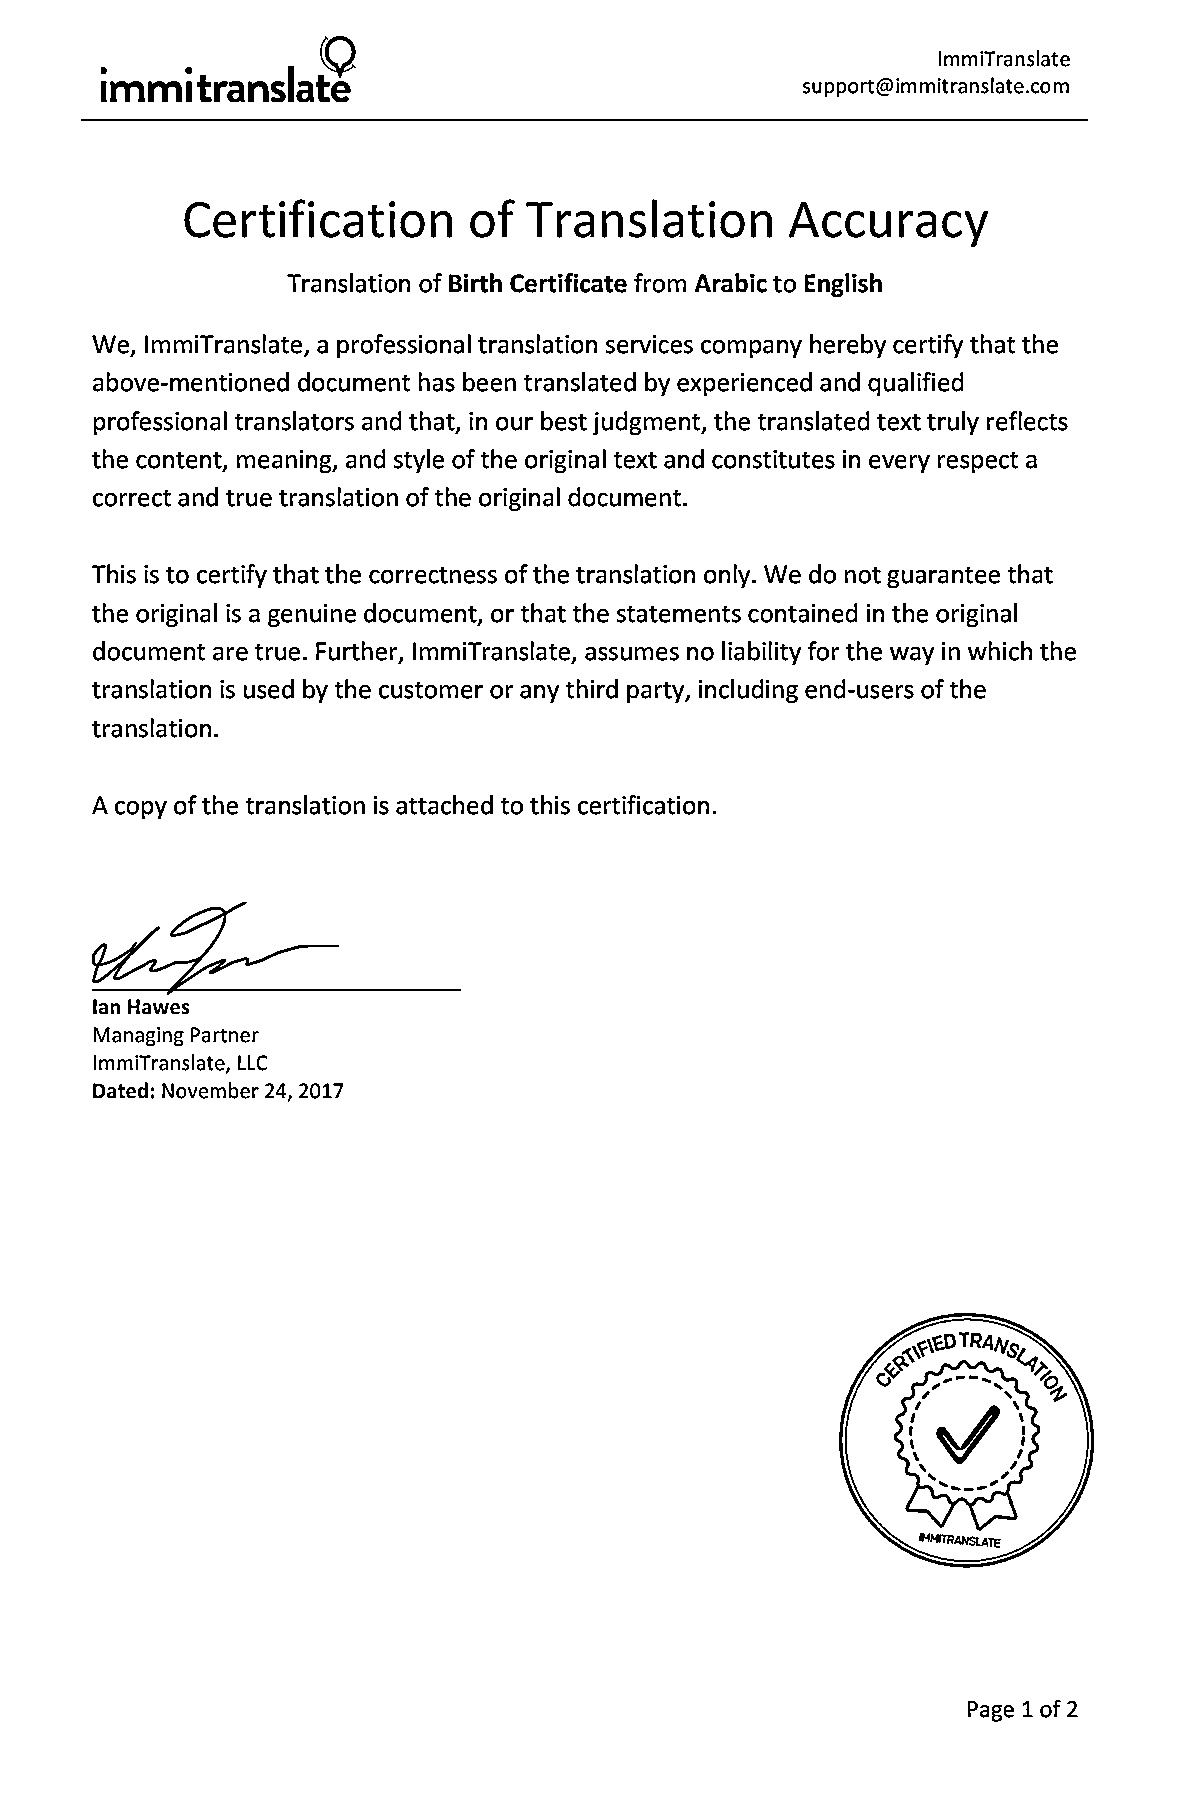 immitranslate
ImmiTranslate
support@immitranslate.com
Certification of Translation Accuracy
Translation of Birth Certificate from Arabic to English
We, ImmiTranslate, a professional translation services company hereby certify that the
above-mentioned document has been translated by experienced and qualified
professional translators and that, in our best judgment, the translated text truly reflects
the content, meaning, and style of the original text and constitutes in every respect a
correct and true translation of the original document.
This is to certify that the correctness of the translation only. We do not guarantee that
the original is a genuine document, or that the statements contained in the original
document are true. Further, ImmiTranslate, assumes no liability for the way in which the
translation is used by the customer or any third party, including end-users of the
translation.
A copy of the translation is attached to this certification.
Ian Hawes
Managing Partner
ImmiTranslate, LLC
Dated: November 24, 2017
CERTIFIED TRANSLATION
IMMITRANSLATE
Page 1 of 2